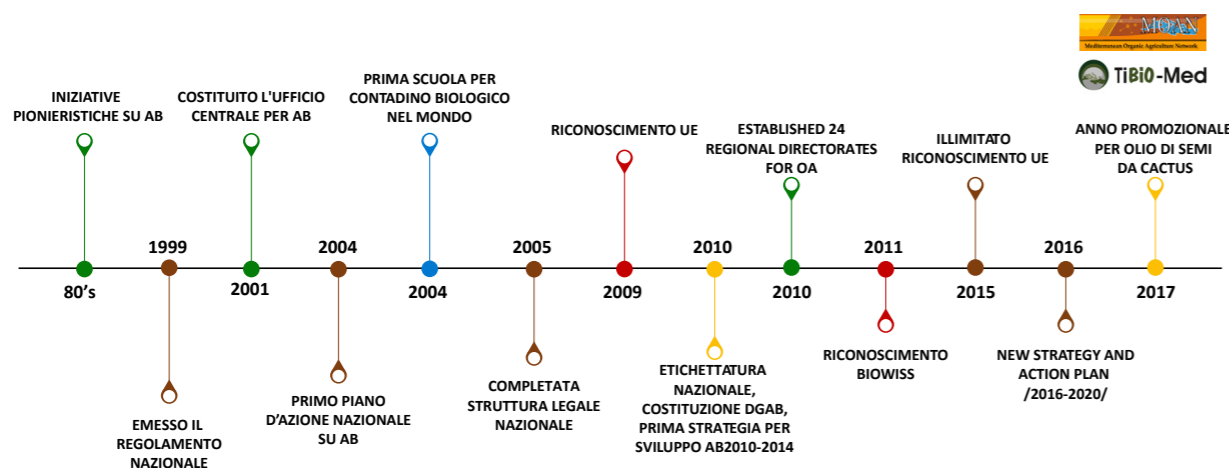 MOAN
Mediterranean Organic Agriculture Network
TiBiO-Med
INIZIATIVE
PIONIERISTICHE SU AB
80's
1999
EMESSO IL
REGOLAMENTO
NAZIONALE
COSTITUITO L'UFFICIO
CENTRALE PER AB
2001
2004
PRIMO PIANO
D'AZIONE NAZIONALE
SU AB
PRIMA SCUOLA PER
CONTADINO BIOLOGICO
NEL MONDO
2004
2005
COMPLETATA
STRUTTURA LEGALE
NAZIONALE
RICONOSCIMENTO UE
2009
2010
ETICHETTATURA
NAZIONALE,
COSTITUZIONE DGAB,
PRIMA STRATEGIA PER
SVILUPPO AB2010-2014
ESTABLISHED 24
REGIONAL DIRECTORATES
FOR OA
2010
2011
RICONOSCIMENTO
BIOWISS
ILLIMITATO
RICONOSCIMENTO UE
2015
2016
NEW STRATEGY AND
ACTION PLAN
/2016-2020/
ANNO PROMOZIONALE
PER OLIO DI SEMI
DA CACTUS
2017